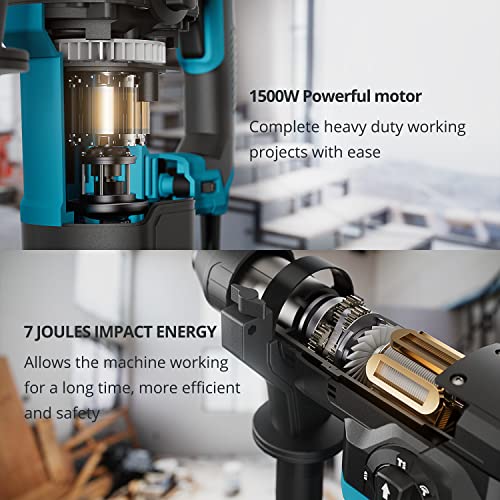 1500W Powerful motor
Complete heavy duty working
projects with ease
7 JOULES IMPACT ENERGY
Allows the machine working
for a long time, more efficient
and safety